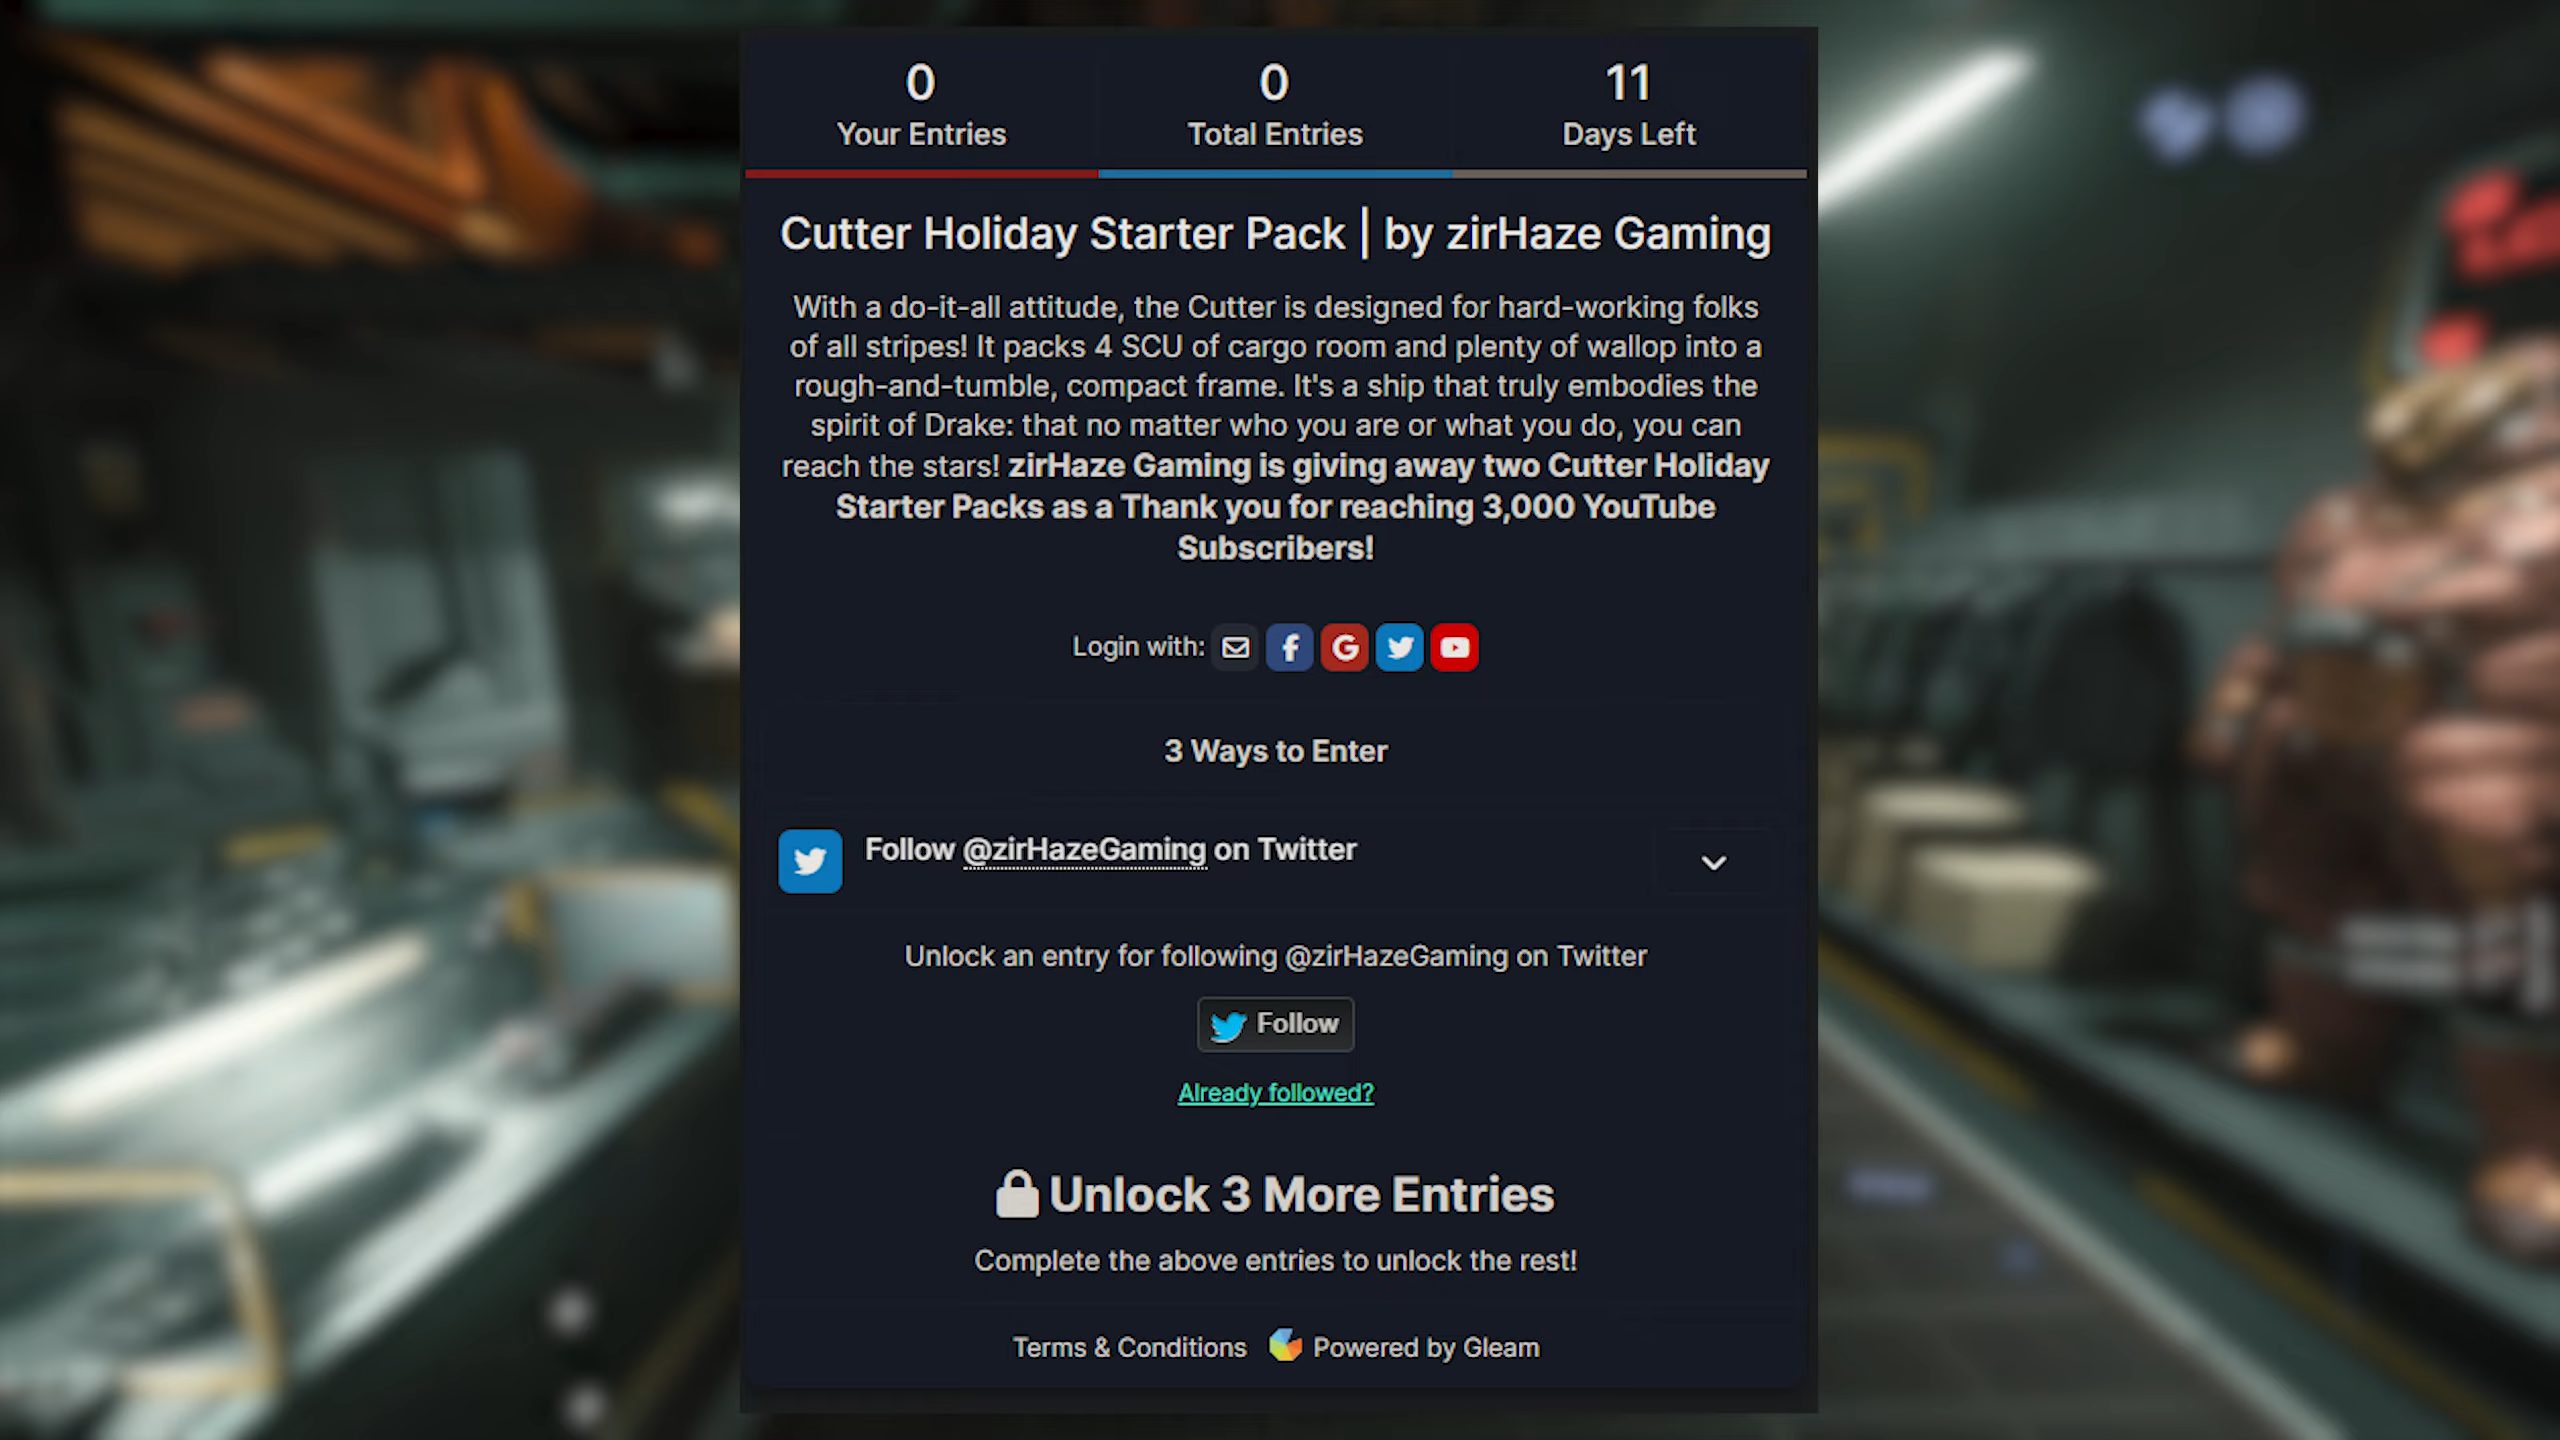 0
Your Entries
0
Total Entries
11
Days Left
Cutter Holiday Starter Pack | by zirHaze Gaming
With a do-it-all attitude, the Cutter is designed for hard-working folks
of all stripes! It packs 4 SCU of cargo room and plenty of wallop into a
rough-and-tumble, compact frame. It's a ship that truly embodies the
spirit of Drake: that no matter who you are or what you do, you can
reach the stars! zirHaze Gaming is giving away two Cutter Holiday
Starter Packs as a Thank you for reaching 3,000 YouTube
Subscribers!
Login with:
3 Ways to Enter
Follow @zirHazeGaming on Twitter
Unlock an entry for following @zirHazeGaming on Twitter
Follow
Already followed?
Unlock 3 More Entries
Complete the above entries to unlock the rest!
Terms & Conditions Powered by Gleam